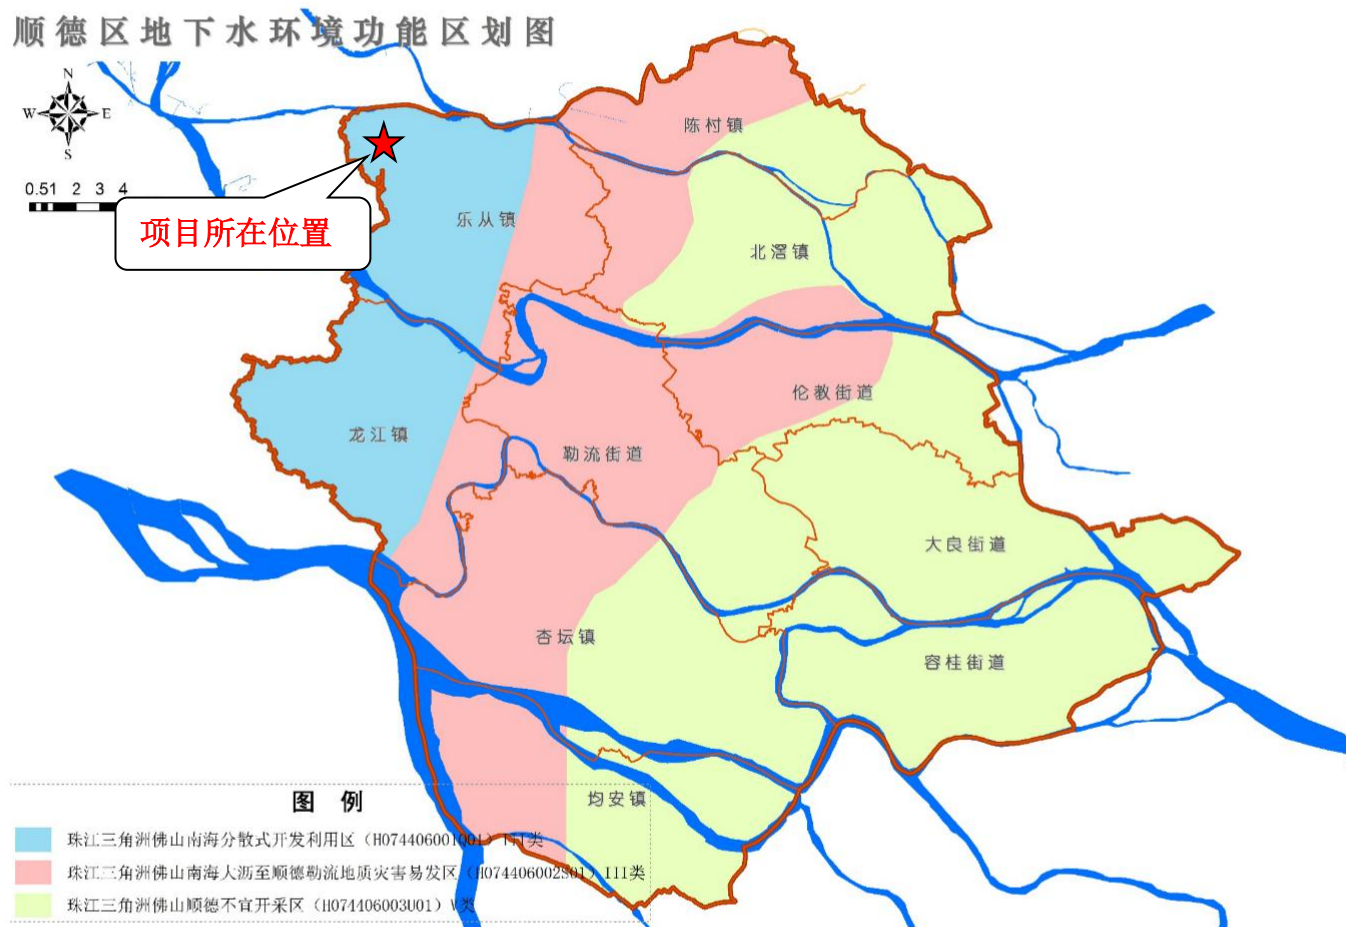 顺德区地下水环境功能区划图
N
W E
S
0.51 2 3 4
项目所在位置
陈村镇
乐从镇
北滘镇
伦教街道
龙江镇
勒流街道
大良街道
杏坛镇
容桂街道
均安镇
图 例
珠江三角洲佛山南海分散式开发利用区（H074406001Q01）III类
珠江三角洲佛山南海大沥至顺德勒流地质灾害易发区（H074406002S01）III类
珠江三角洲佛山顺德不宜开采区（H074406003U01）V类